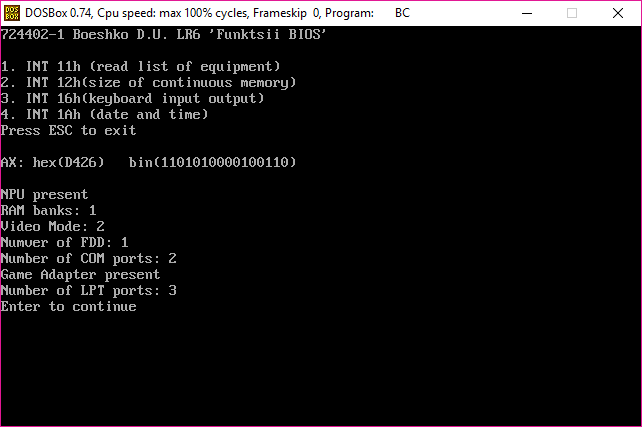 DOS BOX DOSBox 0.74, Cpu speed: max 100% cycles, Frameskip 0, Program: BC
724402-1 Boeshko D.U. LR6 'Funktsii BIOS'
1. INT 11h (read list of equipment)
2. INT 12h(size of continuous memory)
3. INT 16h(keyboard input output)
4. INT 1Ah (date and time)
Press ESC to exit
AX: hex(D426) bin(1101010000100110)
NPU present
RAM banks: 1
Video Mode: 2
Numver of FDD: 1
Number of COM ports: 2
Game Adapter present
Number of LPT ports: 3
Enter to continue